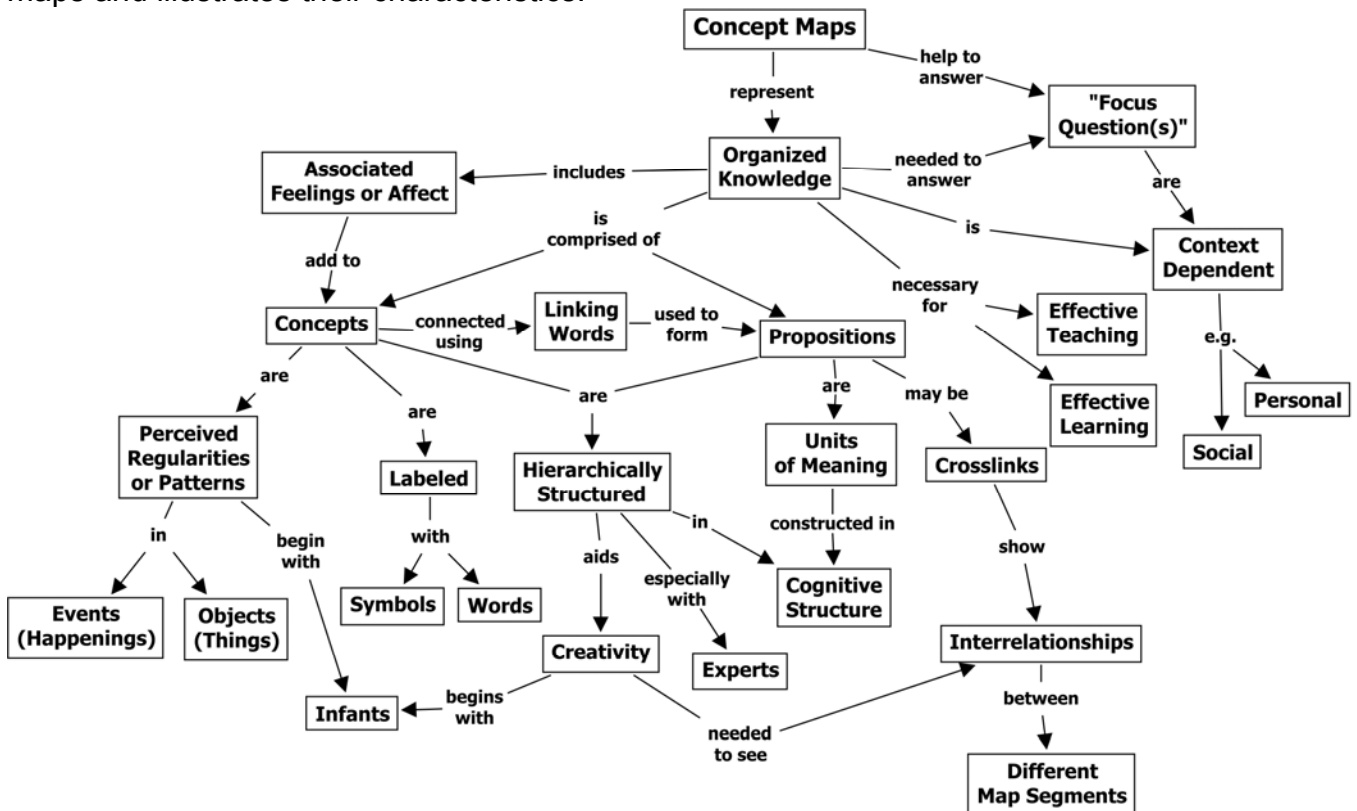 maps and illustrates their characteristics.
Concept Maps
help to
answer
represent
"Focus
Question(s)"
Organized
Knowledge
needed to
answer
Associated
Feelings or Affect
includes
are
is
comprised of
is
Context
Dependent
add to
necessary
for
Concepts
connected
using
Linking
Words
used to
form
Propositions
Effective
Teaching
e.g.
are
are
are
are
may be
Effective
Learning
Personal
Perceived
Regularities
or Patterns
Labeled
Hierarchically
Structured
Units
of Meaning
Crosslinks
Social
in
begin
with
with
aids
especially
with
in
constructed in
show
Events
(Happenings)
Objects
(Things)
Symbols
Words
Cognitive
Structure
Creativity
Experts
Interrelationships
Infants
begins
with
needed
to see
between
Different
Map Segments